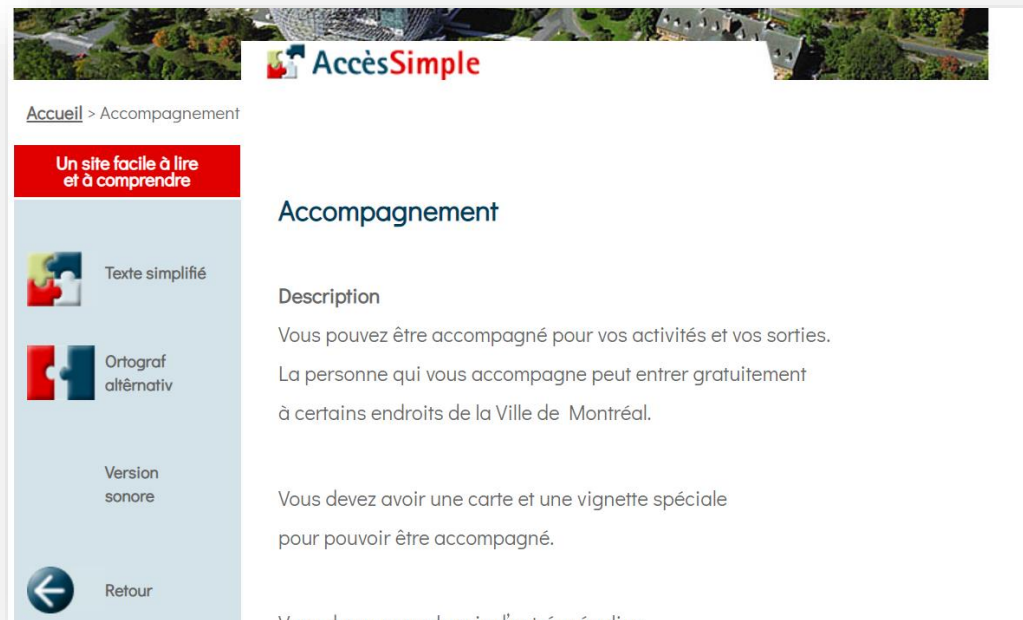 AccèsSimple
Accueil > Accompagnement
Un site facile à lire
et à comprendre
Texte simplifié
Ortograf
altêrnativ
Version
sonore
Retour
Accompagnement
Description
Vous pouvez être accompagné pour vos activités et vos sorties.
La personne qui vous accompagne peut entrer gratuitement
à certains endroits de la Ville de Montréal.
Vous devez avoir une carte et une vignette spéciale
pour pouvoir être accompagné.